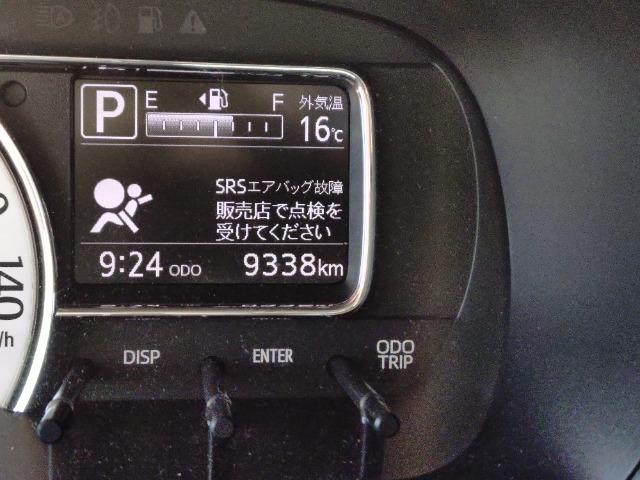 P
E F 外気温
16℃
SRSエアバッグ故障
販売店で点検を
受けてください
9:24 ODO 9338km
140
/h
DISP
ENTER
ODO
TRIP